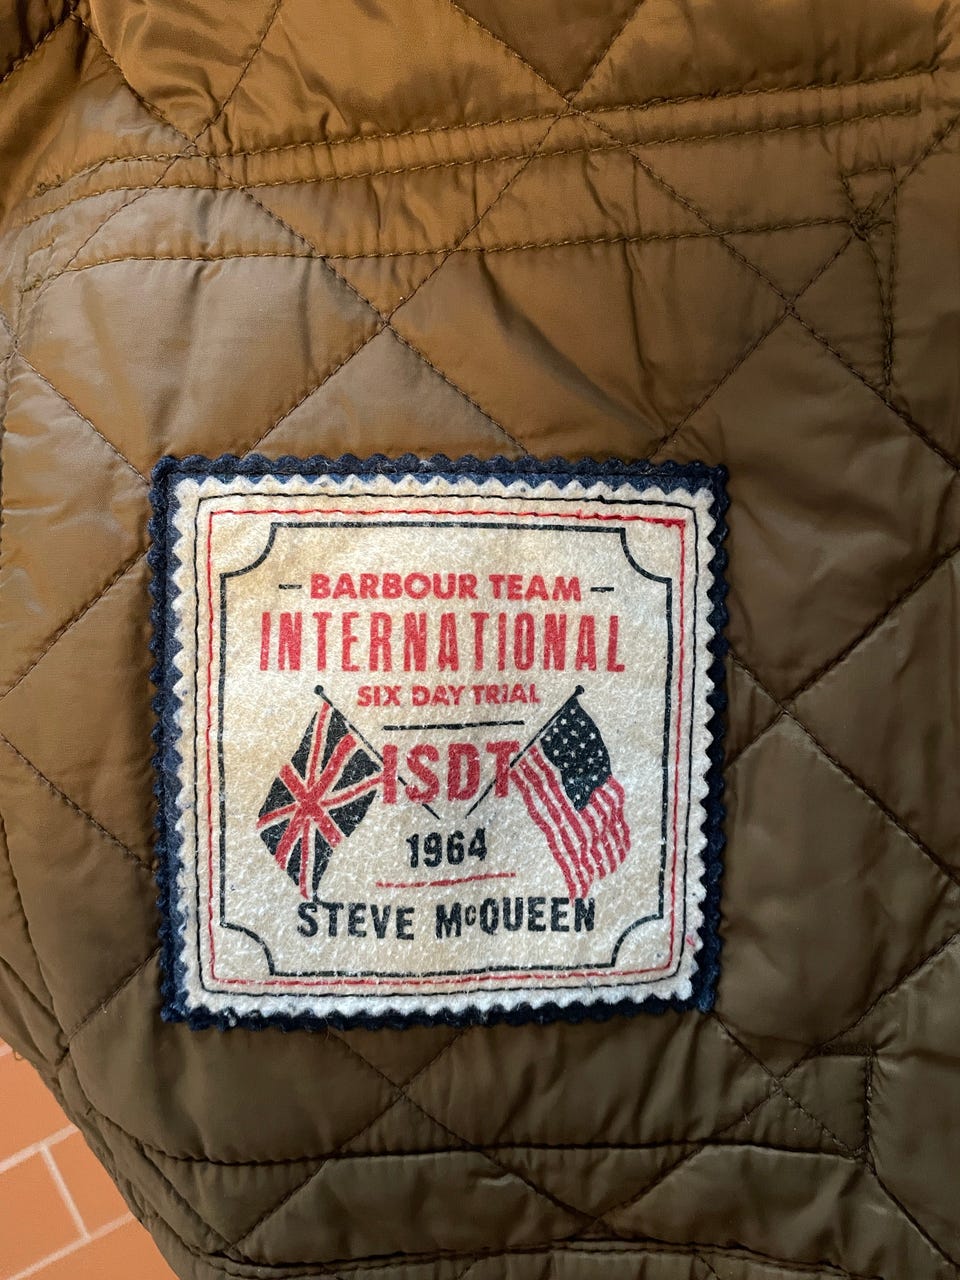 BARBOUR TEAM
INTERNATIONAL
SIX DAY TRIAL
ISDT
1964
STEVE McQUEEN